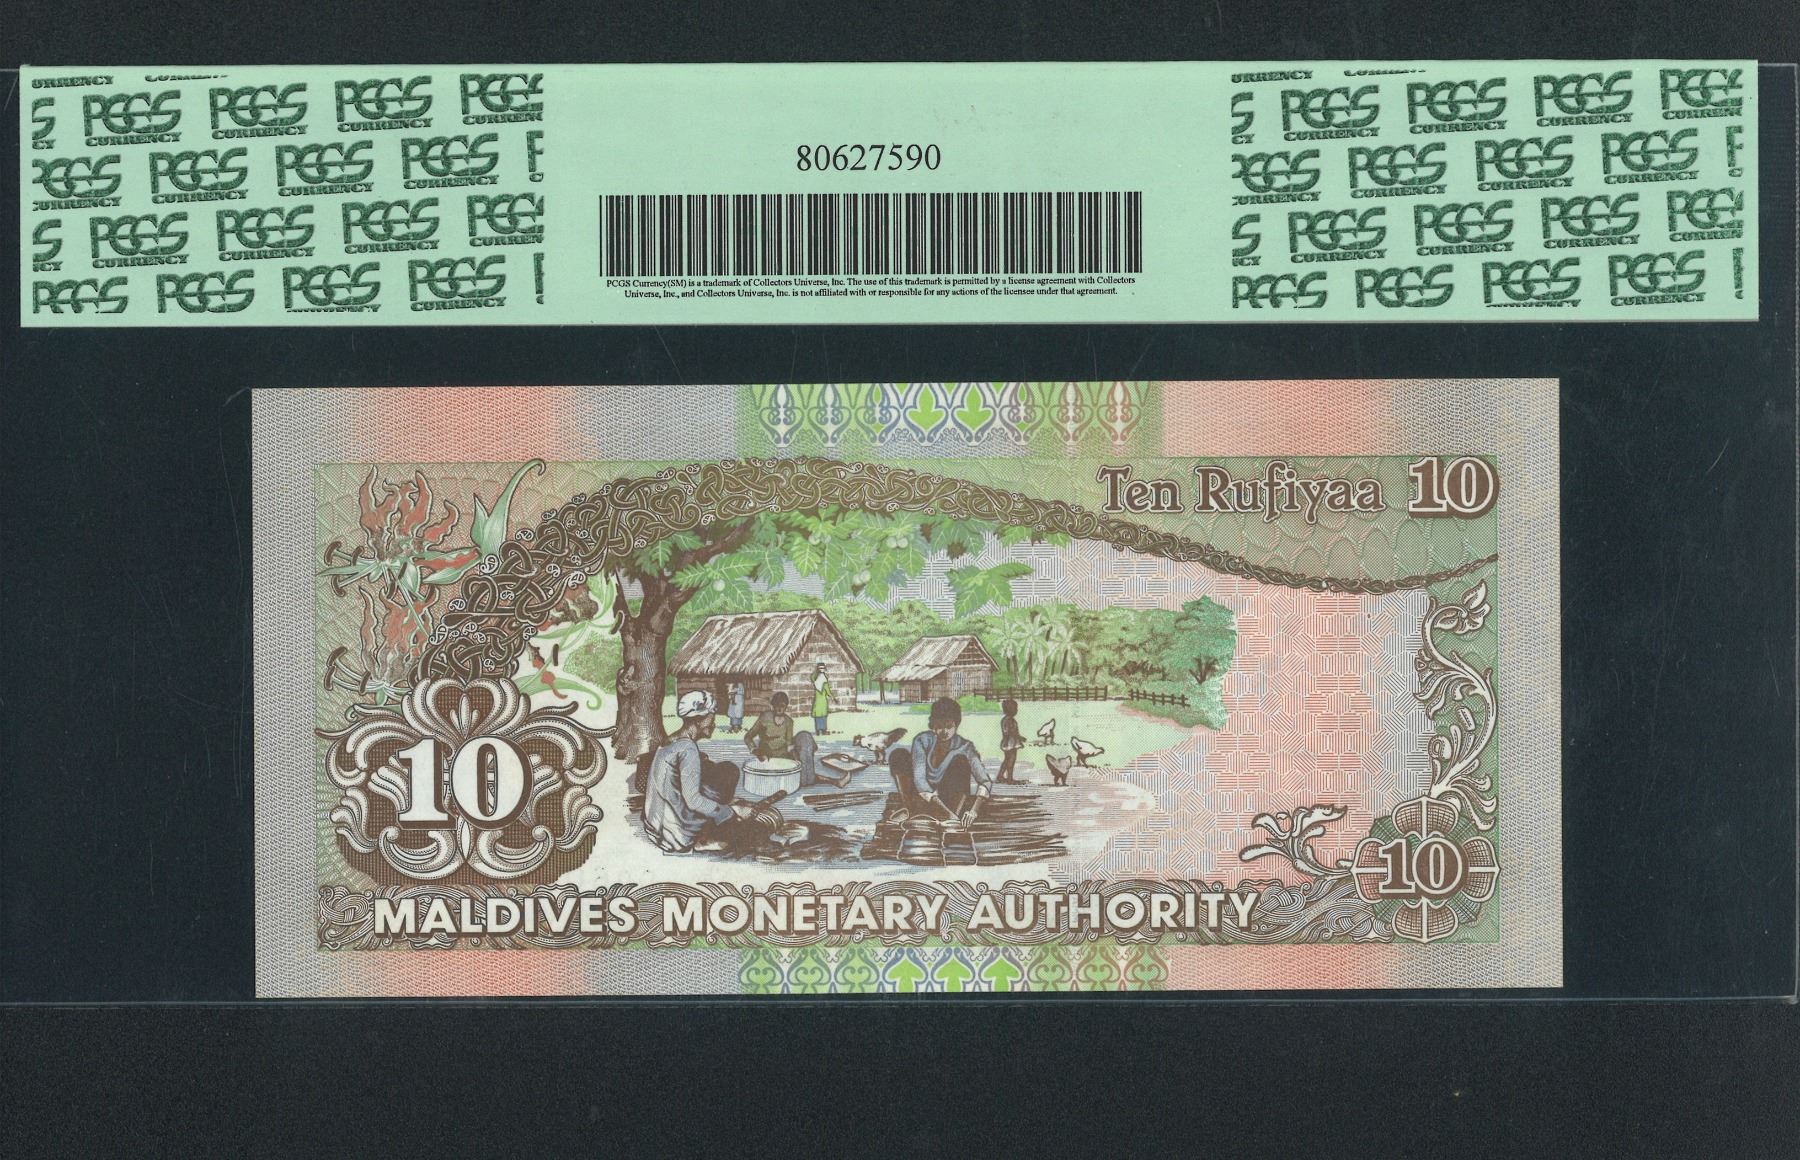 80627590
PCGS Currency(SM) is a trademark of Collectors Universe, Inc. The use of this trademark is permitted by a license agreement with Collectors
Universe, Inc., and Collectors Universe, Inc. is not affiliated with or responsible for any actions of the licensee under that agreement.
PCGS CURRENCY
Ten Rufiyaa 10
10
10
MALDIVES MONETARY AUTHORITY